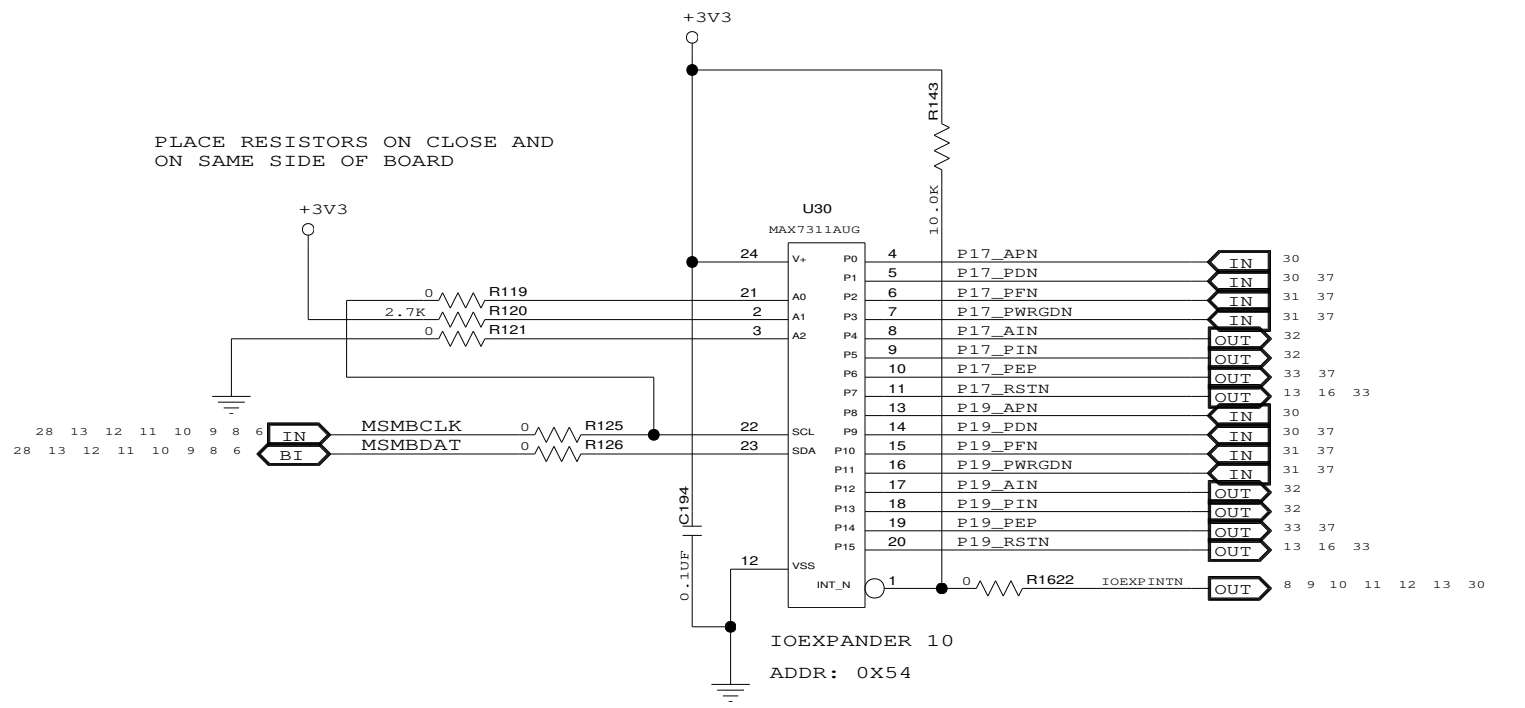 +3V3
R143
10.0K
PLACE RESISTORS ON CLOSE AND
ON SAME SIDE OF BOARD
+3V3
U30
MAX7311AUG
24 V+ P0 4 P17_APN IN 30
P1 5 P17_PDN IN 30 37
0 R119 21 A0 P2 6 P17_PFN IN 31 37
2.7K R120 2 A1 P3 7 P17_PWRGDN IN 31 37
0 R121 3 A2 P4 8 P17_AIN OUT 32
P5 9 P17_PIN OUT 32
P6 10 P17_PEP OUT 33 37
P7 11 P17_RSTN OUT 13 16 33
P8 13 P19_APN IN 30
28 13 12 11 10 9 8 6 IN MSMBCLK 0 R125 22 SCL P9 14 P19_PDN IN 30 37
28 13 12 11 10 9 8 6 BI MSMBDAT 0 R126 23 SDA P10 15 P19_PFN IN 31 37
P11 16 P19_PWRGDN IN 31 37
P12 17 P19_AIN OUT 32
P13 18 P19_PIN OUT 32
P14 19 P19_PEP OUT 33 37
P15 20 P19_RSTN OUT 13 16 33
C194
0.1UF
12 VSS
INT_N 1 0 R1622 IOEXPINTN OUT 8 9 10 11 12 13 30
IOEXPANDER 10
ADDR: 0X54